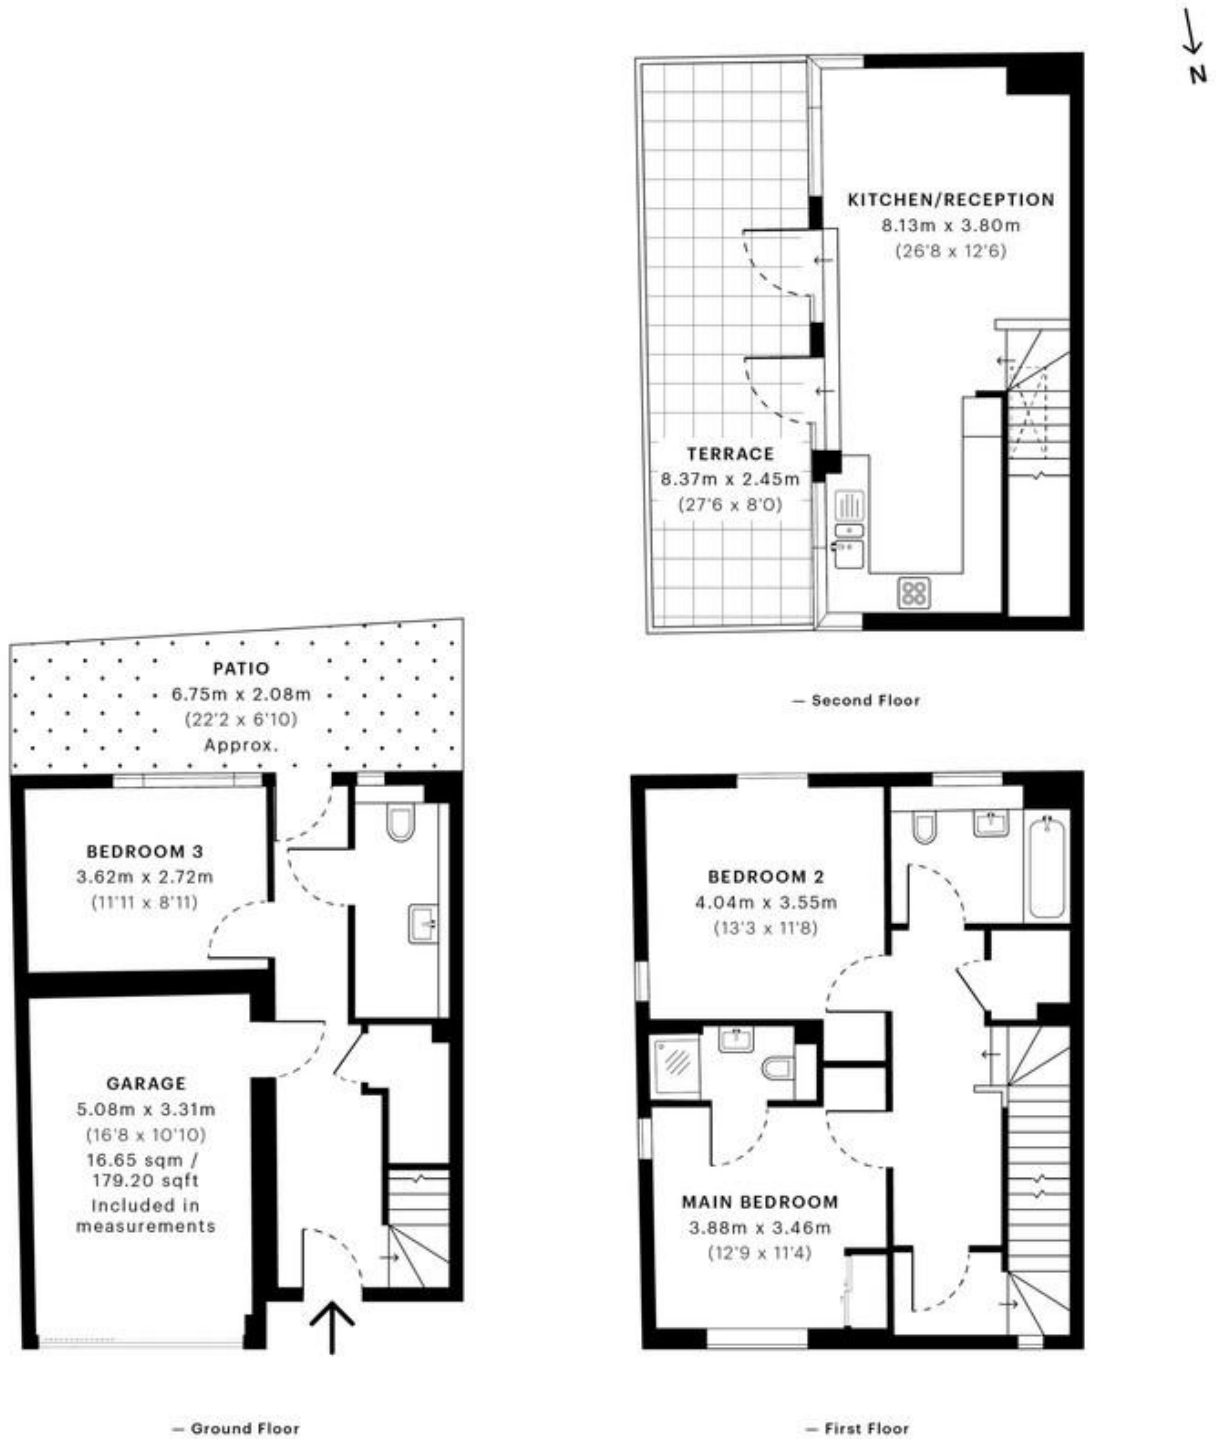 N
KITCHEN/RECEPTION
8.13m x 3.80m
(26'8 x 12'6)
TERRACE
8.37m x 2.45m
(27'6 x 8'0)
— Second Floor
PATIO
6.75m x 2.08m
(22'2 x 6'10)
Approx.
BEDROOM 3
3.62m x 2.72m
(11'11 x 8'11)
GARAGE
5.08m x 3.31m
(16'8 x 10'10)
16.65 sqm /
179.20 sqft
Included in
measurements
— Ground Floor
BEDROOM 2
4.04m x 3.55m
(13'3 x 11'8)
MAIN BEDROOM
3.88m x 3.46m
(12'9 x 11'4)
— First Floor